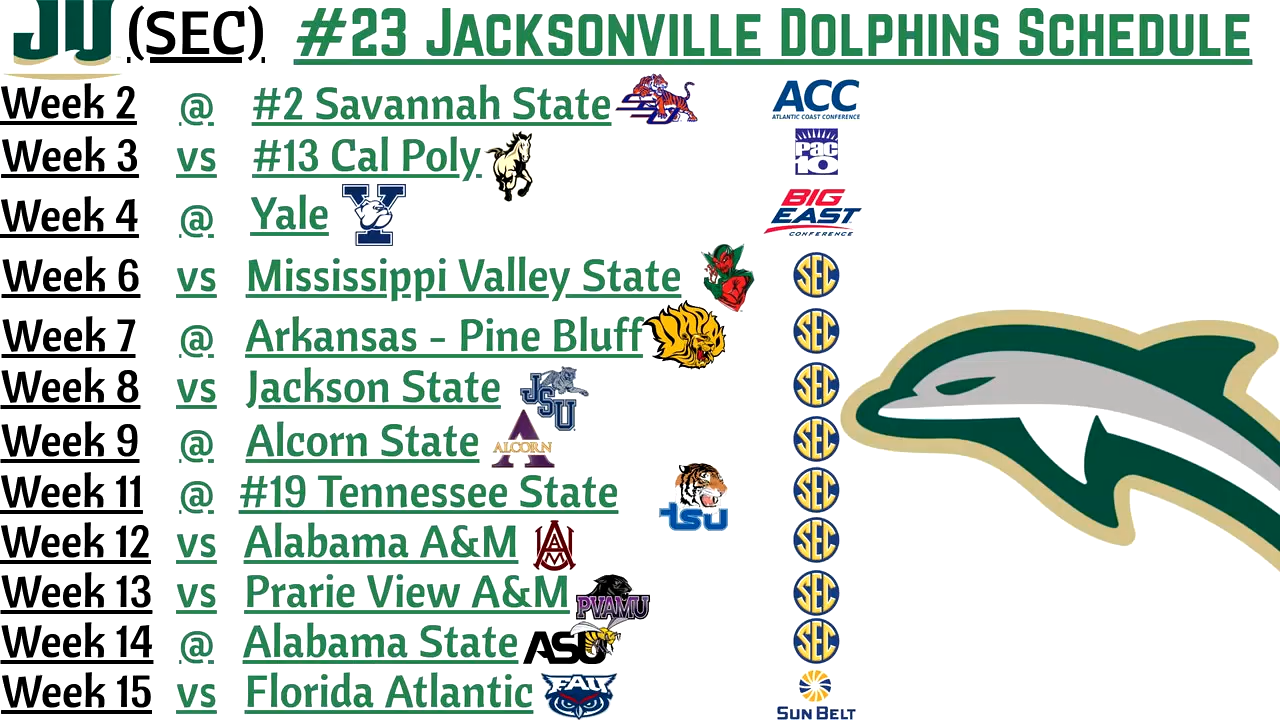 JU (SEC) #23 Jacksonville Dolphins Schedule
Week 2 @ #2 Savannah State SSU ACC ATLANTIC COAST CONFERENCE
Week 3 vs #13 Cal Poly PAC 10
Week 4 @ Yale Y BIG EAST CONFERENCE
Week 6 vs Mississippi Valley State SEC
Week 7 @ Arkansas - Pine Bluff SEC
Week 8 vs Jackson State JSU SEC
Week 9 @ Alcorn State A ALCORN SEC
Week 11 @ #19 Tennessee State TSU SEC
Week 12 vs Alabama A&M AAM SEC
Week 13 vs Prarie View A&M PVAMU SEC
Week 14 @ Alabama State ASU SEC
Week 15 vs Florida Atlantic FAU SUN BELT